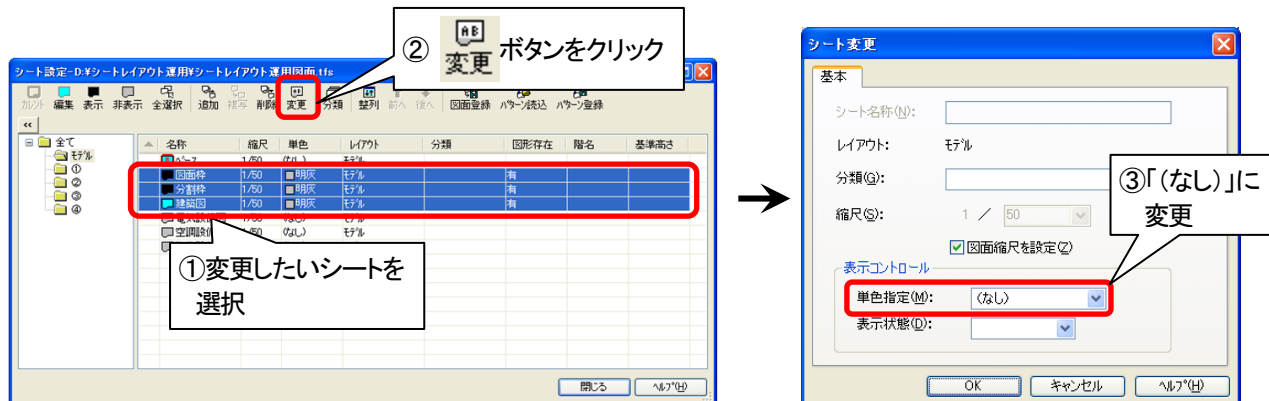 ② AB 変更 ボタンをクリック
シート設定-D:¥シートレイアウト運用¥シートレイアウト運用図面.tfs
カレント 編集 表示 非表示 全選択 追加 複写 削除 変更 分類 整列 前へ 後へ 図面登録 パターン読込 パターン登録
<<
全て
モデル
①
②
③
④
名称 縮尺 単色 レイアウト 分類 図形存在 階名 基準高さ
ベース 1/50 (なし) モデル
図面枠 1/50 明灰 モデル 有
分割枠 1/50 明灰 モデル 有
建築図 1/50 明灰 モデル 有
1/50 (なし) モデル
空調設備 1/50 (なし) モデル
①変更したいシートを
選択
閉じる ヘルプ(H)
シート変更
基本
シート名称(N):
レイアウト: モデル
分類(G):
縮尺(S): 1 / 50
図面縮尺を設定(Z)
表示コントロール
単色指定(M): (なし)
表示状態(D):
OK キャンセル ヘルプ(H)
③「(なし)」に
変更